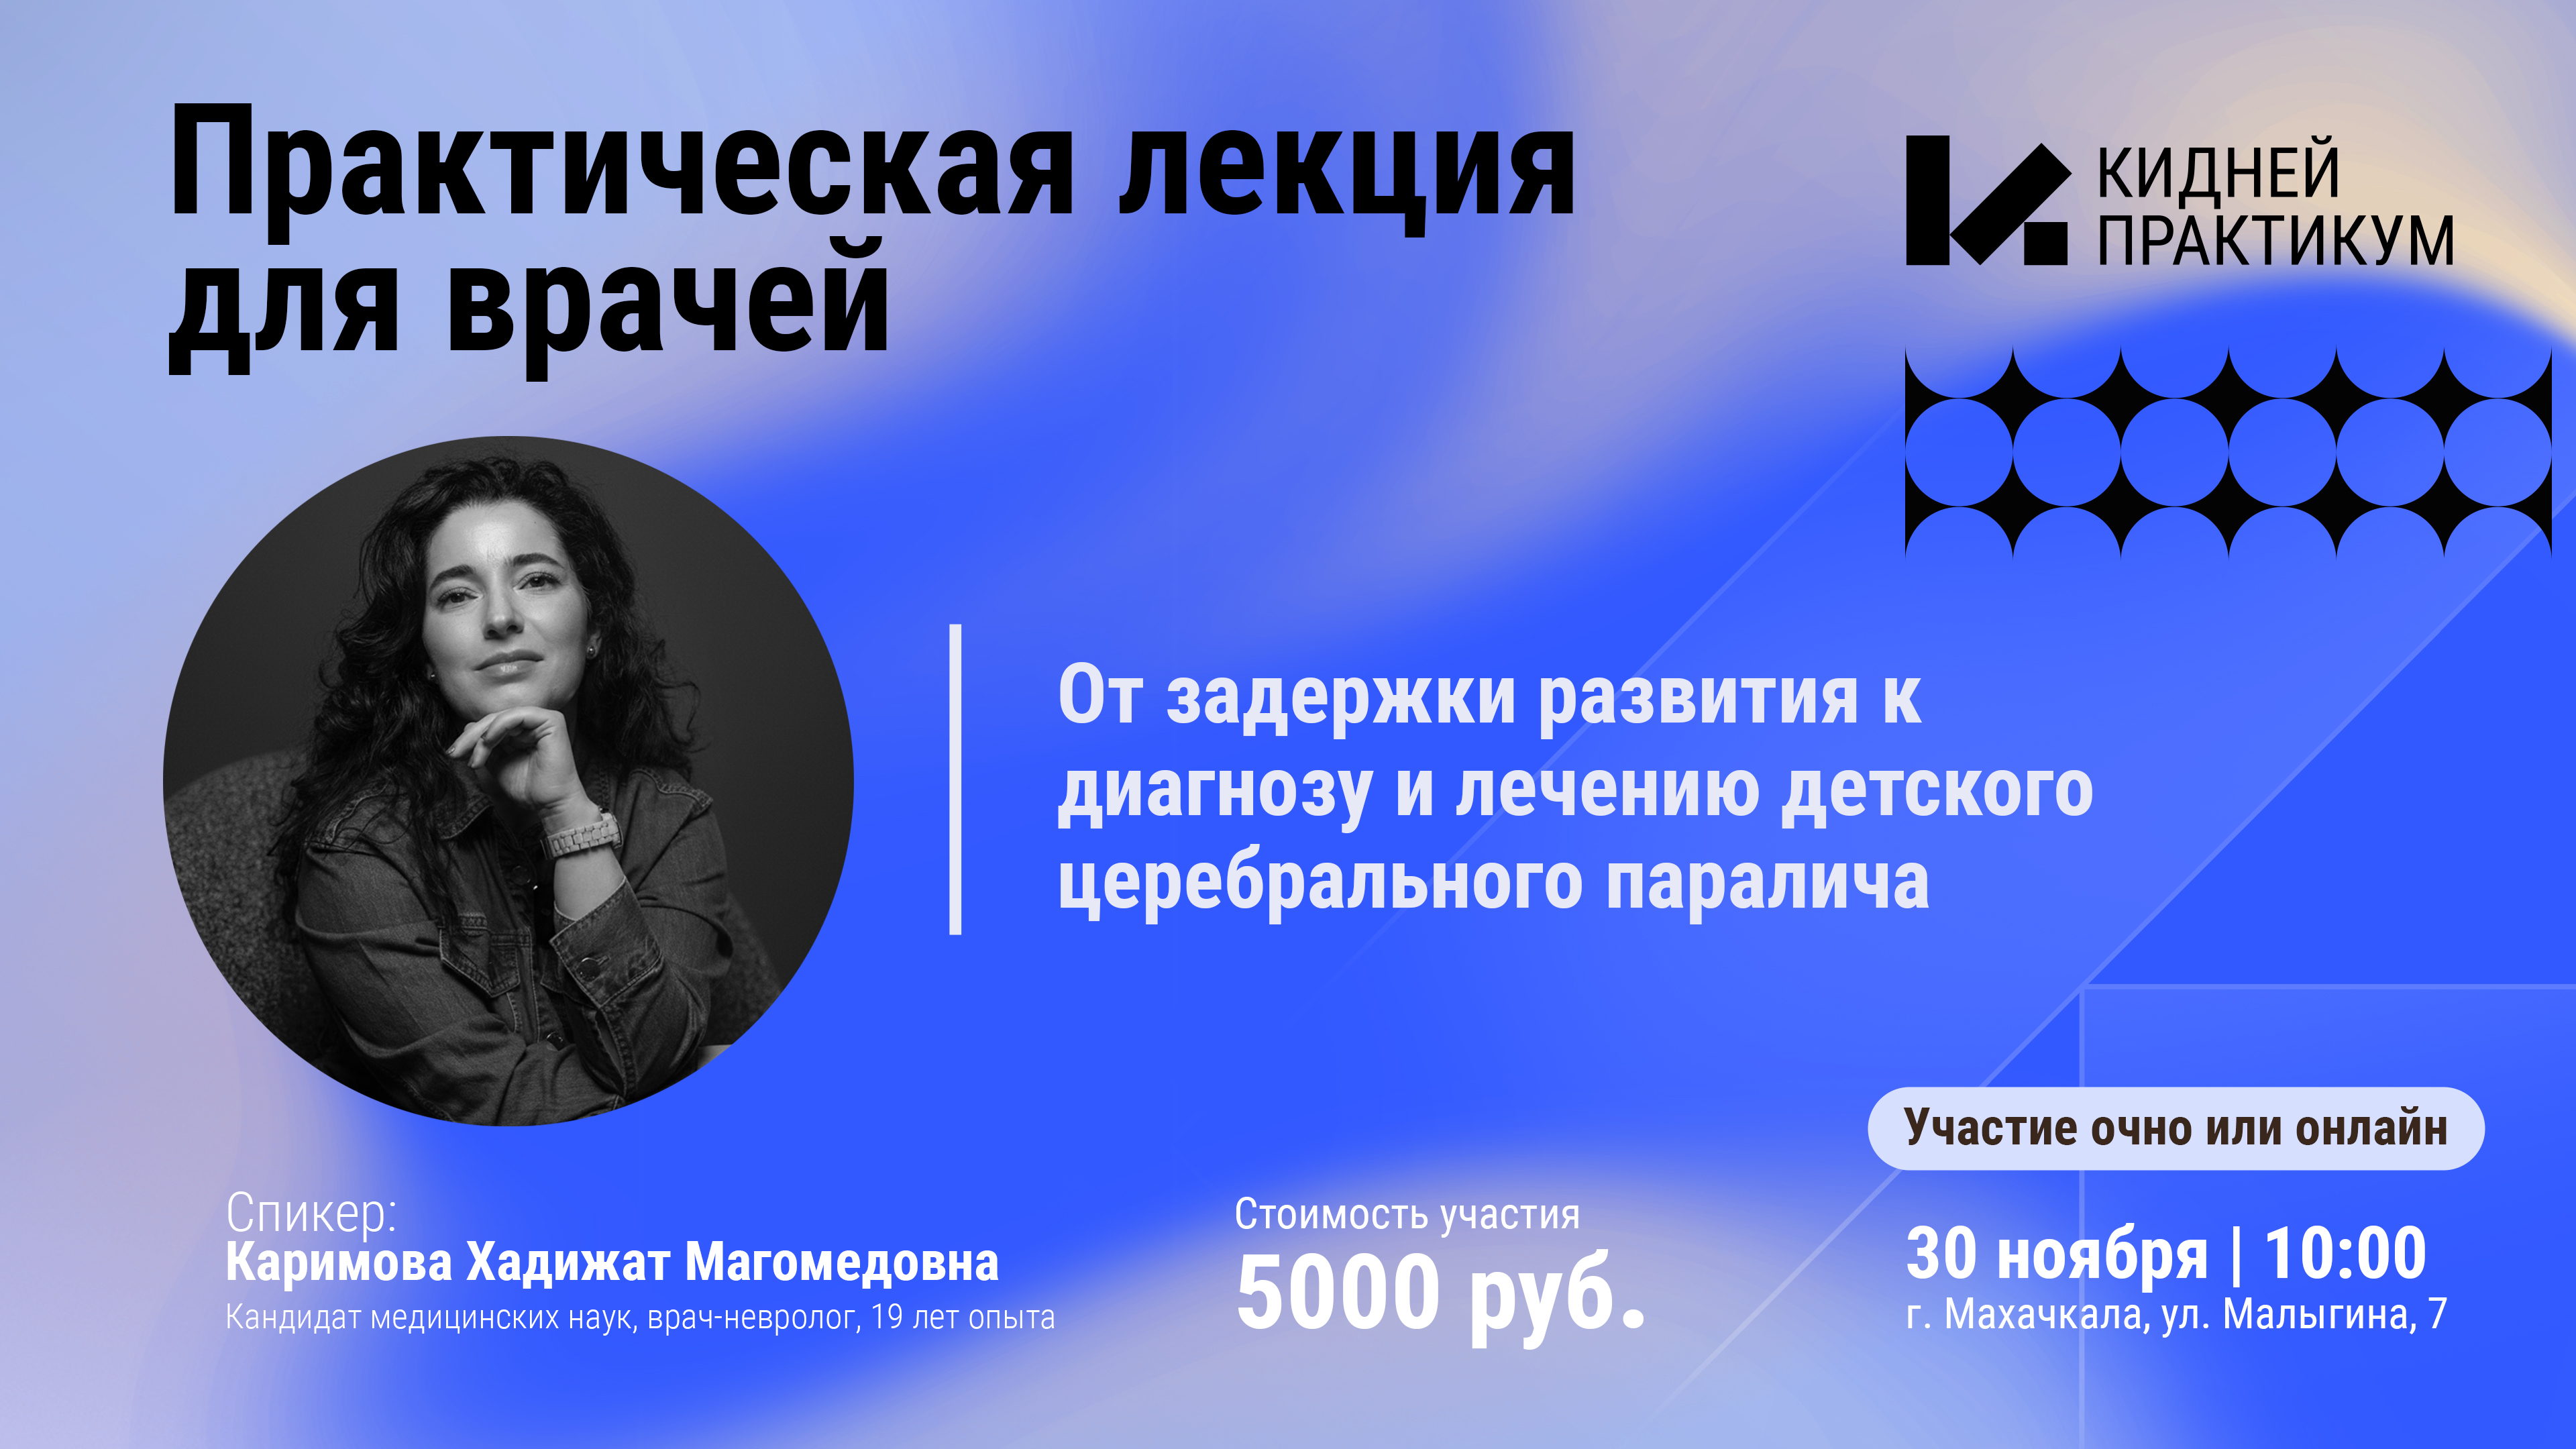 Практическая лекция
для врачей
КИДНЕЙ
ПРАКТИКУМ
От задержки развития к
диагнозу и лечению детского
церебрального паралича
Участие очно или онлайн
Спикер:
Каримова Хадижат Магомедовна
Кандидат медицинских наук, врач-невролог, 19 лет опыта
Стоимость участия
5000 руб.
30 ноября | 10:00
г. Махачкала, ул. Малыгина, 7